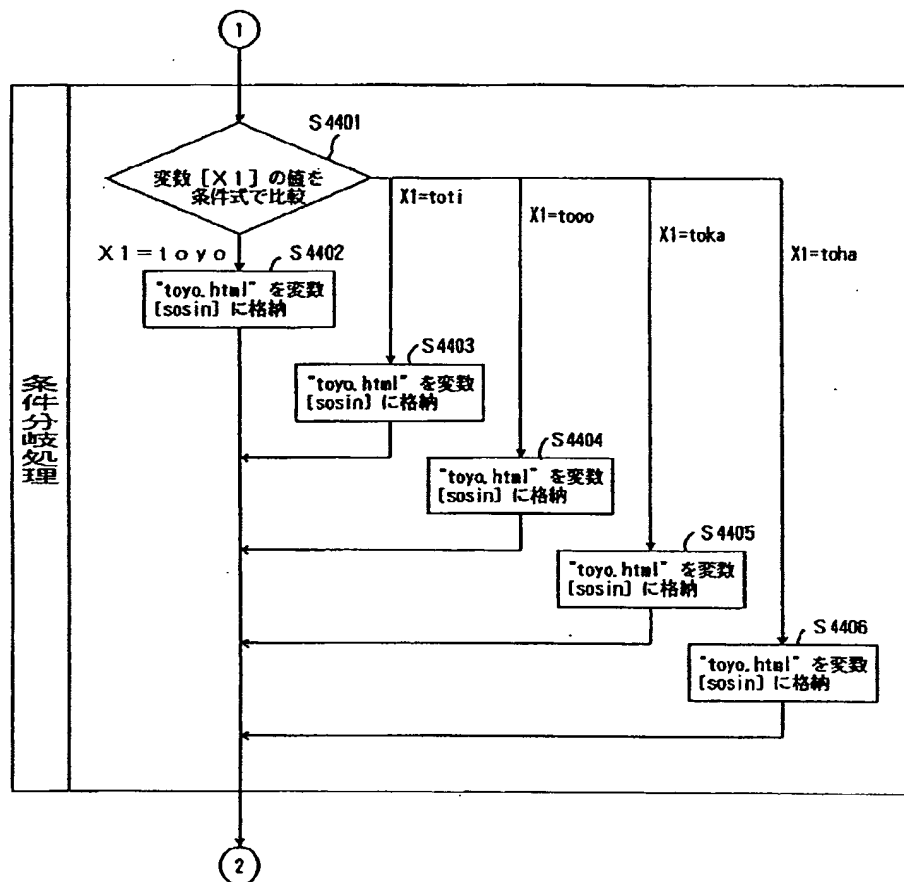 1
S4401
変数［X1］の値を
条件式で比較
X1=toti
X1=tooo
X1=toka
X1=toha
X1=toyo
S4402
"toyo.html" を変数
[sosin] に格納
S4403
"toyo.html" を変数
[sosin] に格納
S4404
"toyo.html" を変数
[sosin] に格納
S4405
"toyo.html" を変数
[sosin] に格納
S4406
"toyo.html" を変数
[sosin] に格納
条件分岐処理
2